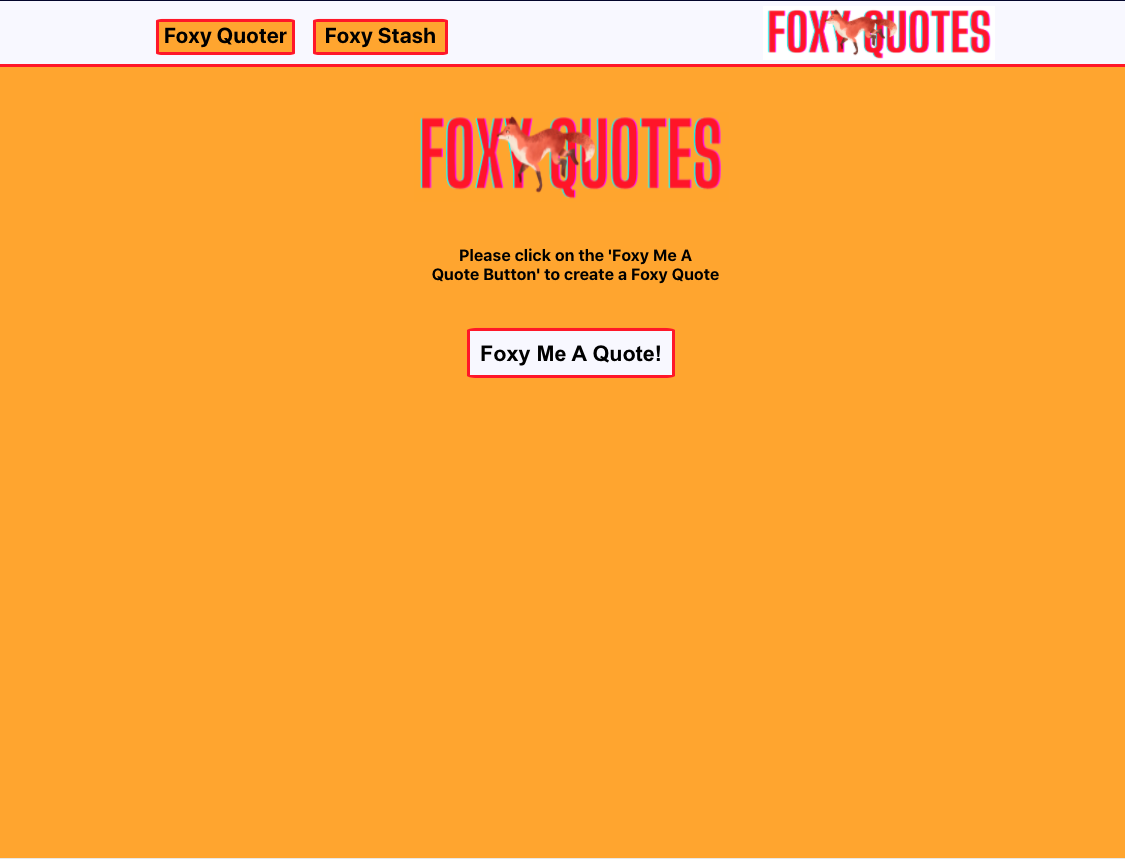 Foxy Quoter
Foxy Stash
FOXY QUOTES
FOXY QUOTES
Please click on the 'Foxy Me A
Quote Button' to create a Foxy Quote
Foxy Me A Quote!